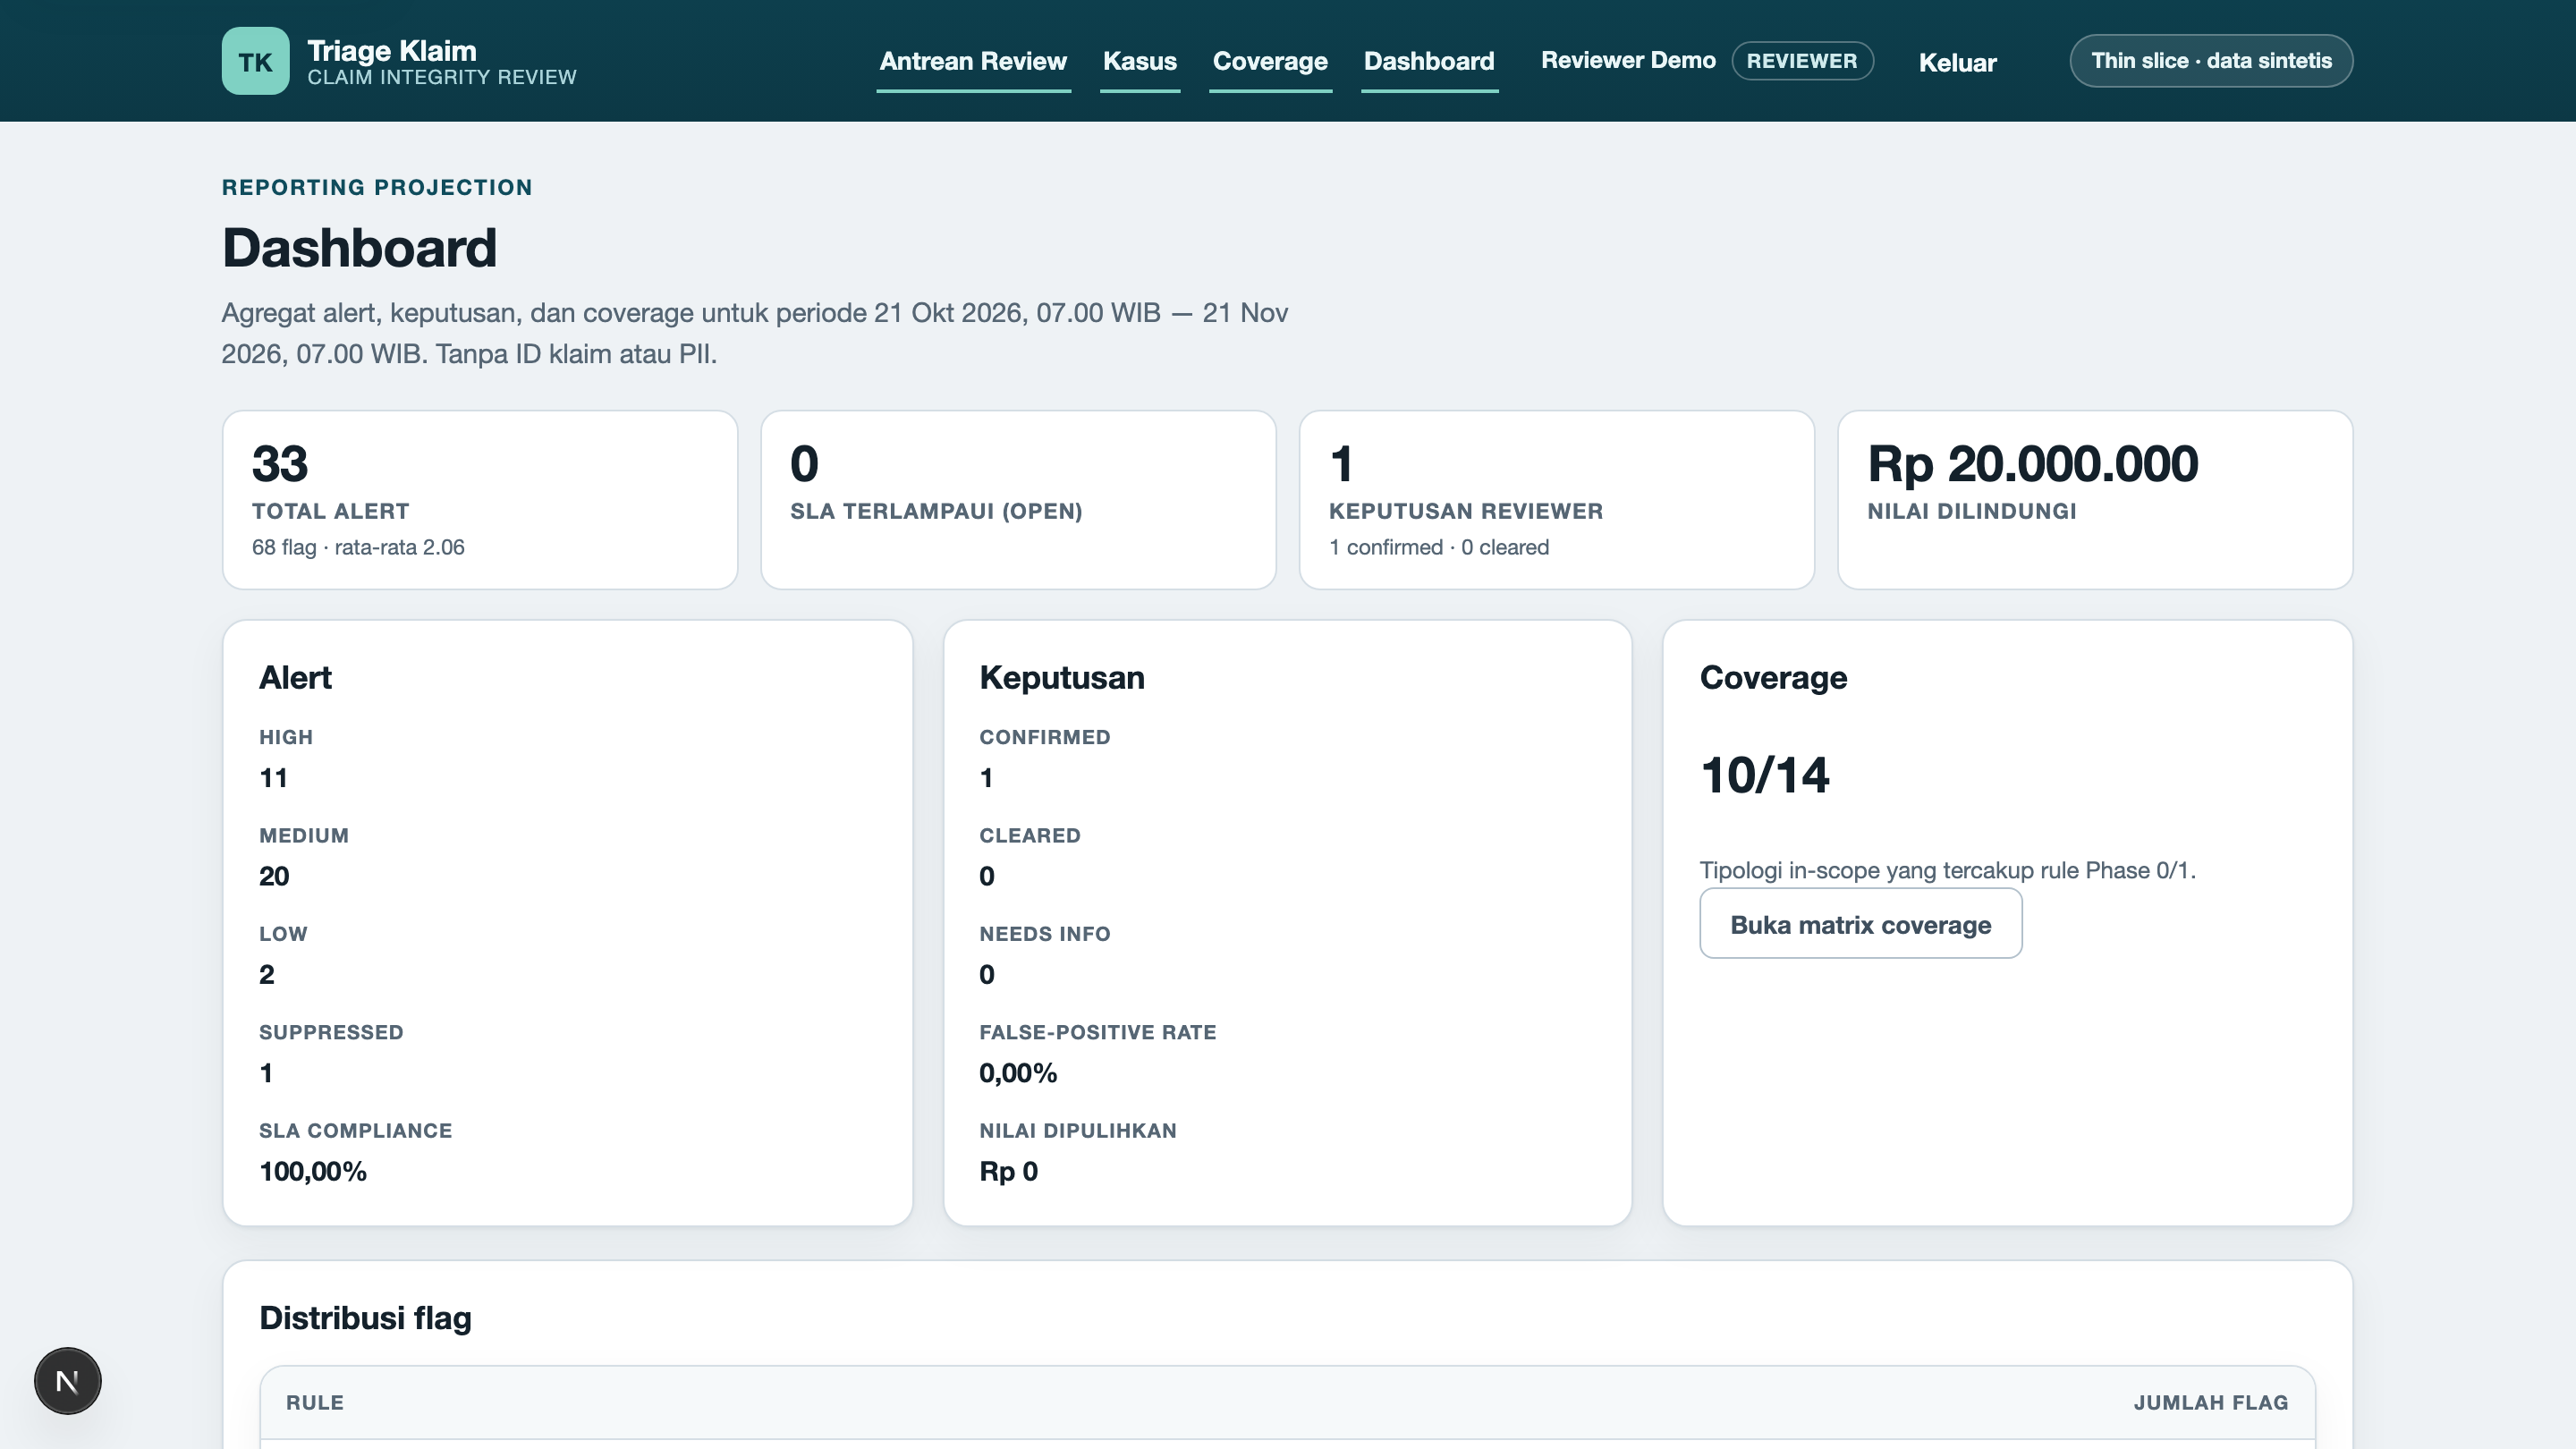 TK
Triage Klaim
CLAIM INTEGRITY REVIEW
Antrean Review
Kasus
Coverage
Dashboard
Reviewer Demo
REVIEWER
Keluar
Thin slice · data sintetis
REPORTING PROJECTION
Dashboard
Agregat alert, keputusan, dan coverage untuk periode 21 Okt 2026, 07.00 WIB — 21 Nov
2026, 07.00 WIB. Tanpa ID klaim atau PII.
33
TOTAL ALERT
68 flag · rata-rata 2.06
0
SLA TERLAMPAUI (OPEN)
1
KEPUTUSAN REVIEWER
1 confirmed · 0 cleared
Rp 20.000.000
NILAI DILINDUNGI
Alert
HIGH
11
MEDIUM
20
LOW
2
SUPPRESSED
1
SLA COMPLIANCE
100,00%
Keputusan
CONFIRMED
1
CLEARED
0
NEEDS INFO
0
FALSE-POSITIVE RATE
0,00%
NILAI DIPULIHKAN
Rp 0
Coverage
10/14
Tipologi in-scope yang tercakup rule Phase 0/1.
Buka matrix coverage
Distribusi flag
RULE
JUMLAH FLAG
N